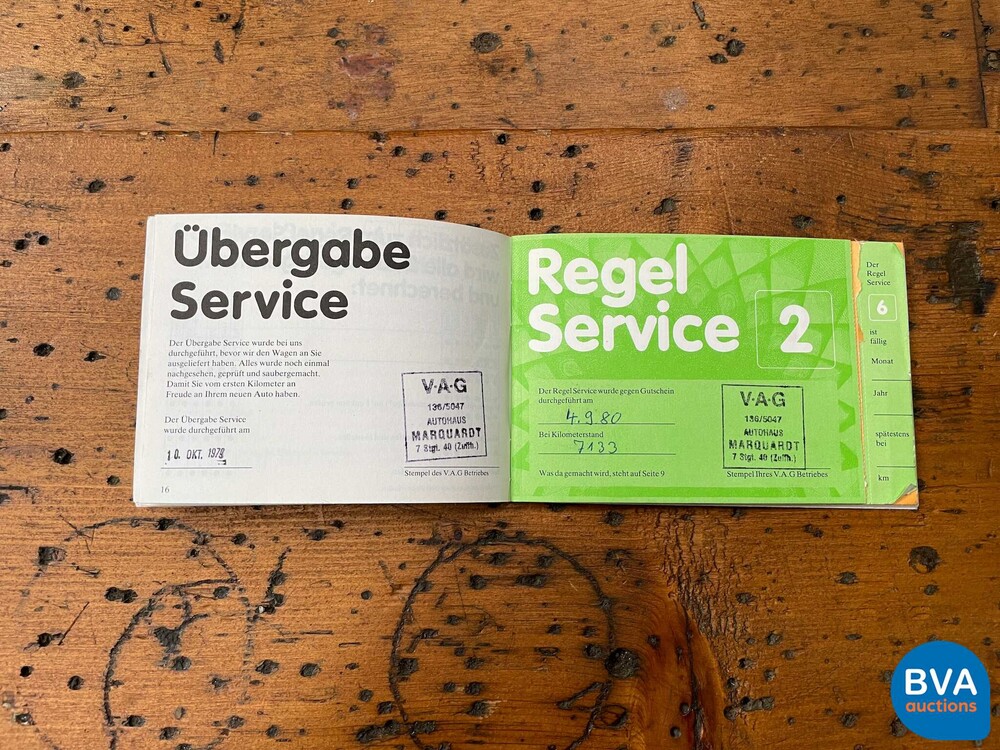 Übergabe
Service
Der Übergabe Service wurde bei uns
durchgeführt, bevor wir den Wagen an Sie
ausgeliefert haben. Alles wurde noch einmal
nachgesehen, geprüft und saubergemacht.
Damit Sie vom ersten Kilometer an
Freude an Ihrem neuen Auto haben.
Der Übergabe Service
wurde durchgeführt am
10. OKT. 1979
V·A·G
136/5047
AUTOHAUS
MARQUARDT
7 Stgt. 40 (Zuffh.)
Stempel des V.A.G Betriebes
16
Regel
Service 2
Der Regel Service wurde gegen Gutschein
durchgeführt am
4.9.80
Bei Kilometerstand
7133
Was da gemacht wird, steht auf Seite 9
V·A·G
136/5047
AUTOHAUS
MARQUARDT
7 Stgt. 40 (Zuffh.)
Stempel Ihres V.A.G Betriebes
Der
Regel
Service
6
ist
fällig
Monat
Jahr
spätestens
bei
km
BVA
auctions